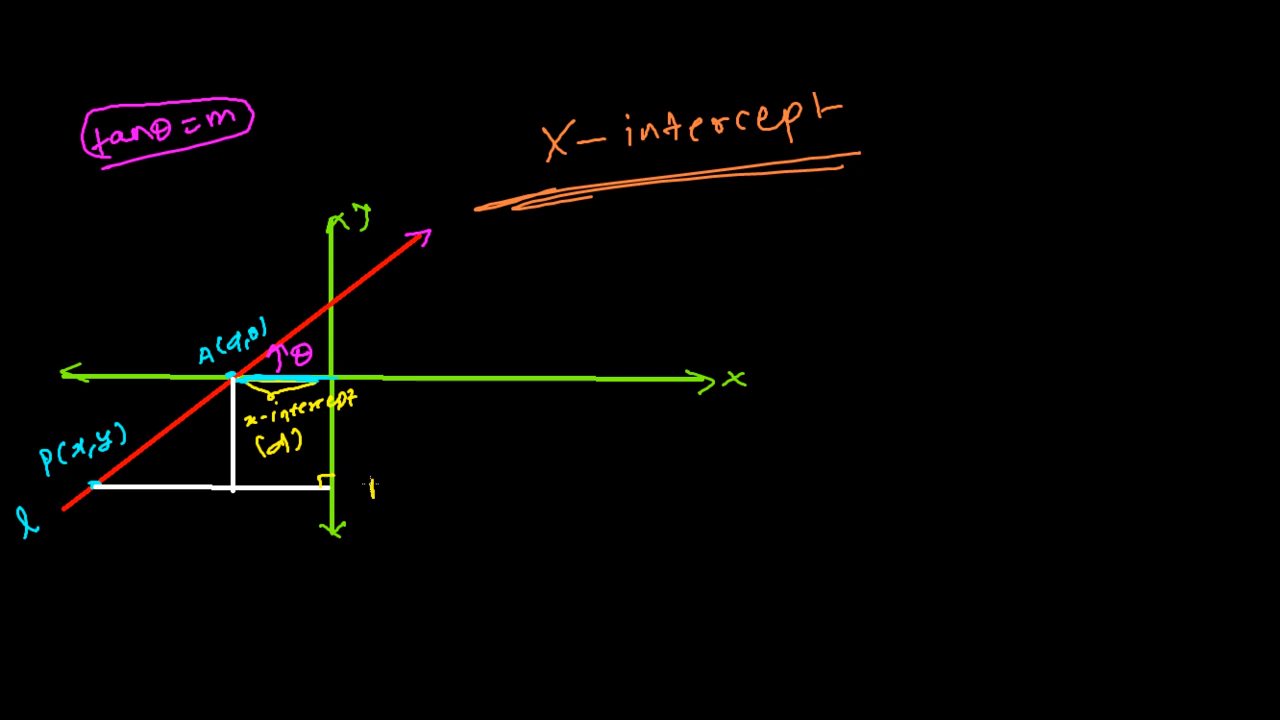 tanθ = m
X - intercept
y
A(d,0)
θ
x
x-intercept
(d)
P(x,y)
l